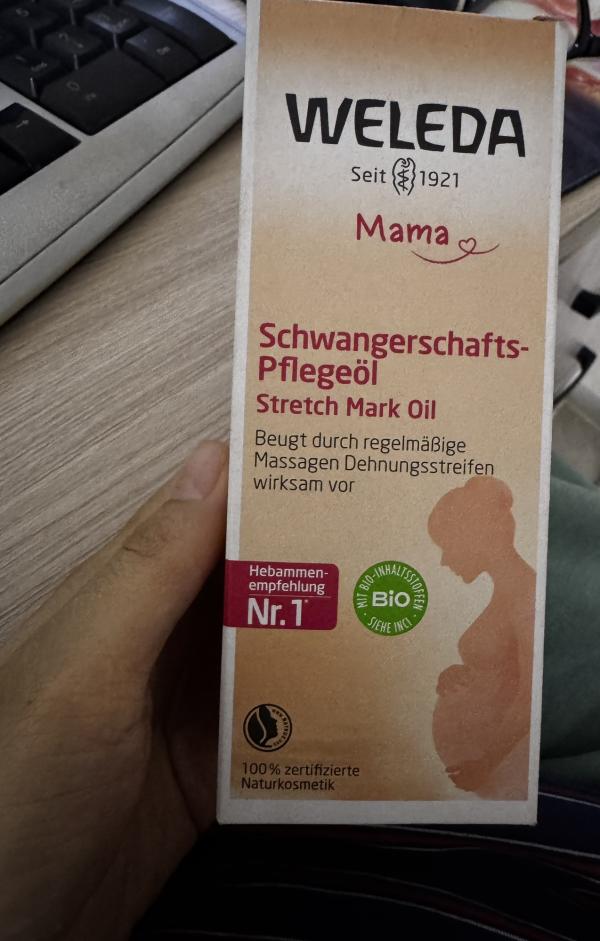 WELEDA
Seit 1921
Mama
Schwangerschafts-
Pflegeöl
Stretch Mark Oil
Beugt durch regelmäßige
Massagen Dehnungsstreifen
wirksam vor
Hebammen-
empfehlung
Nr. 1*
MIT BIO-INHALTSSTOFFEN
BiO
SIEHE INCI
100% zertifizierte
Naturkosmetik